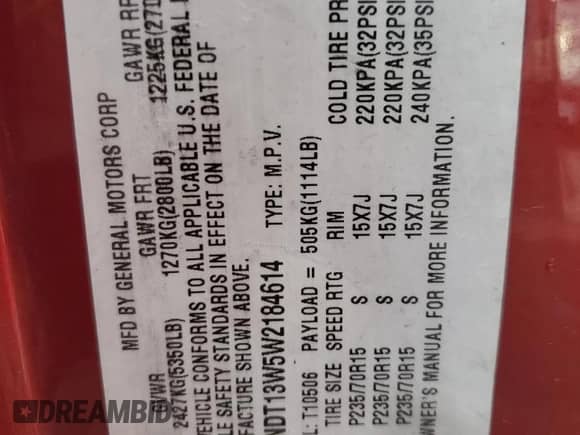 MFD BY GENERAL MOTORS CORP
GAWR FRT GAWR RR
2427KG(5350LB) 1270KG(2800LB) 1225KG(270
VEHICLE CONFORMS TO ALL APPLICABLE U.S. FEDERAL
LE SAFETY STANDARDS IN EFFECT ON THE DATE OF
FACTURE SHOWN ABOVE.
NDT13W5W2184614 TYPE: M.P.V.
L: T10506 PAYLOAD = 505KG(1114LB)
TIRE SIZE SPEED RTG RIM COLD TIRE PR
P235/70R15 S 15X7J 220KPA(32PSI
P235/70R15 S 15X7J 220KPA(32PSI
P235/70R15 S 15X7J 240KPA(35PSI
WNER'S MANUAL FOR MORE INFORMATION.
DREAMBID